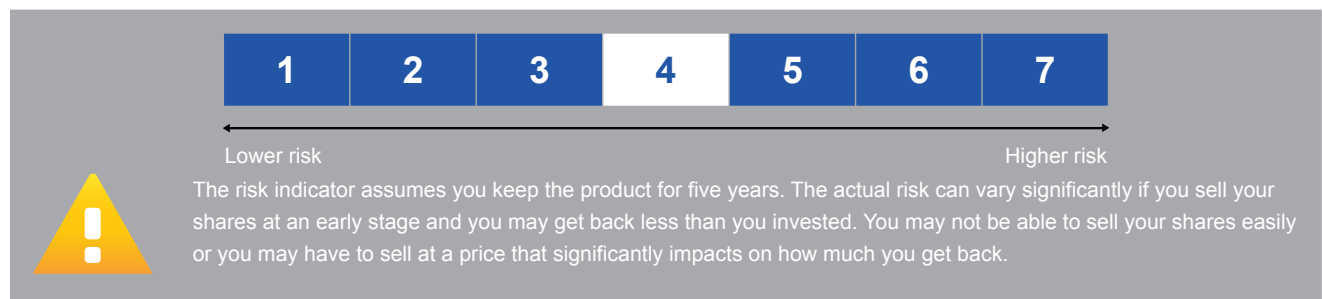 1 2 3 4 5 6 7
Lower risk Higher risk
The risk indicator assumes you keep the product for five years. The actual risk can vary significantly if you sell your
shares at an early stage and you may get back less than you invested. You may not be able to sell your shares easily
or you may have to sell at a price that significantly impacts on how much you get back.